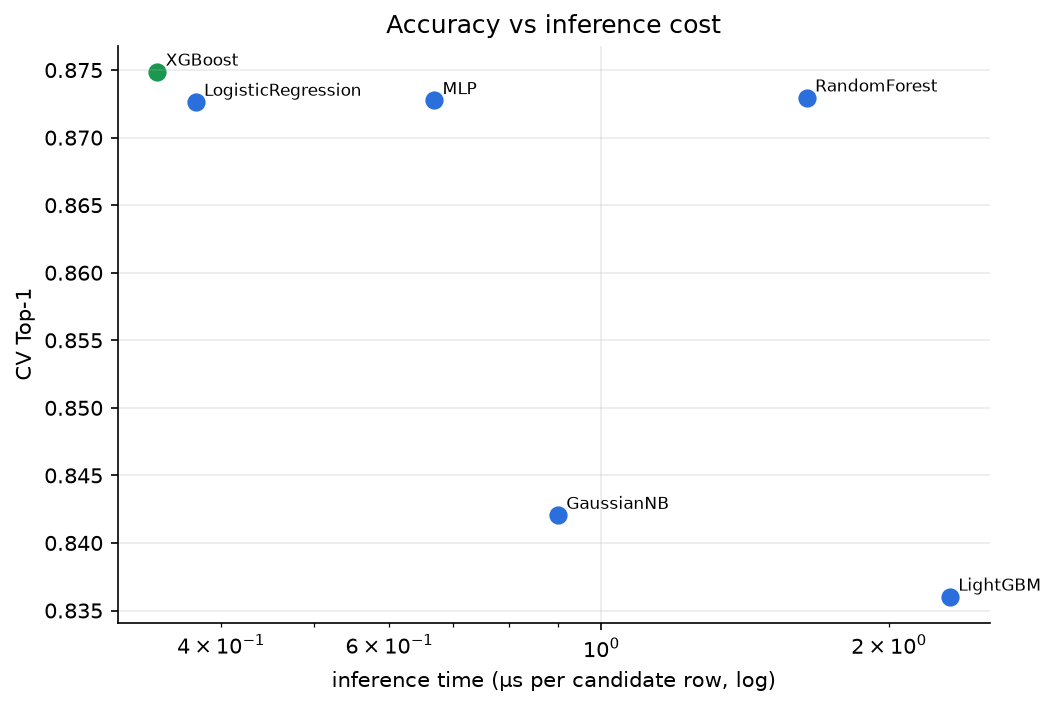 Accuracy vs inference cost
XGBoost
LogisticRegression
MLP
RandomForest
GaussianNB
LightGBM
CV Top-1
0.875
0.870
0.865
0.860
0.855
0.850
0.845
0.840
0.835
4 × 10⁻¹
6 × 10⁻¹
10⁰
2 × 10⁰
inference time (μs per candidate row, log)